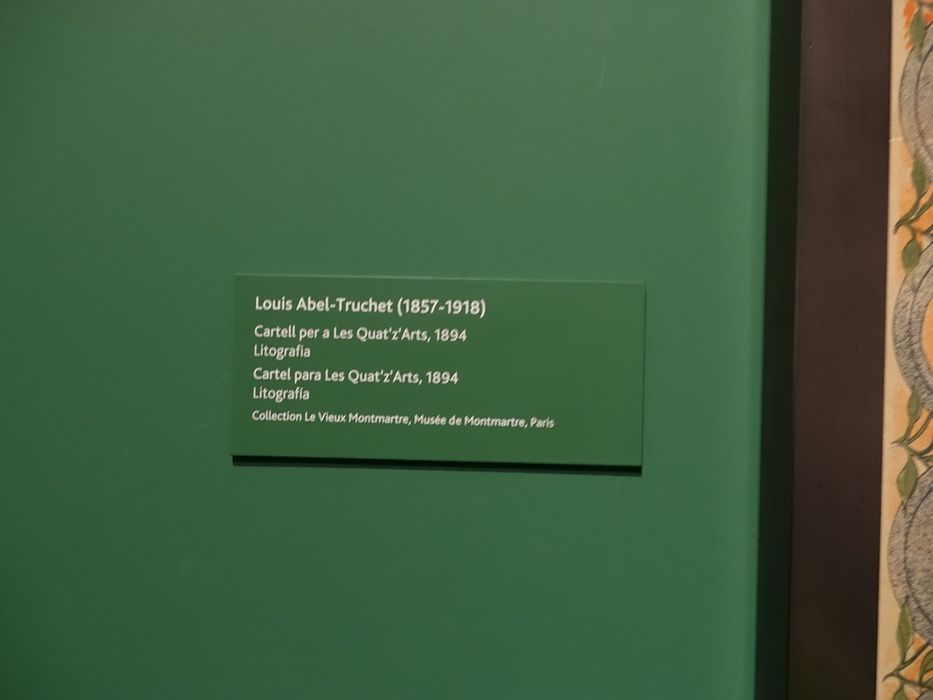 Louis Abel-Truchet (1857-1918)
Cartell per a Les Quat'z'Arts, 1894
Litografia
Cartel para Les Quat'z'Arts, 1894
Litografía
Collection Le Vieux Montmartre, Musée de Montmartre, Paris